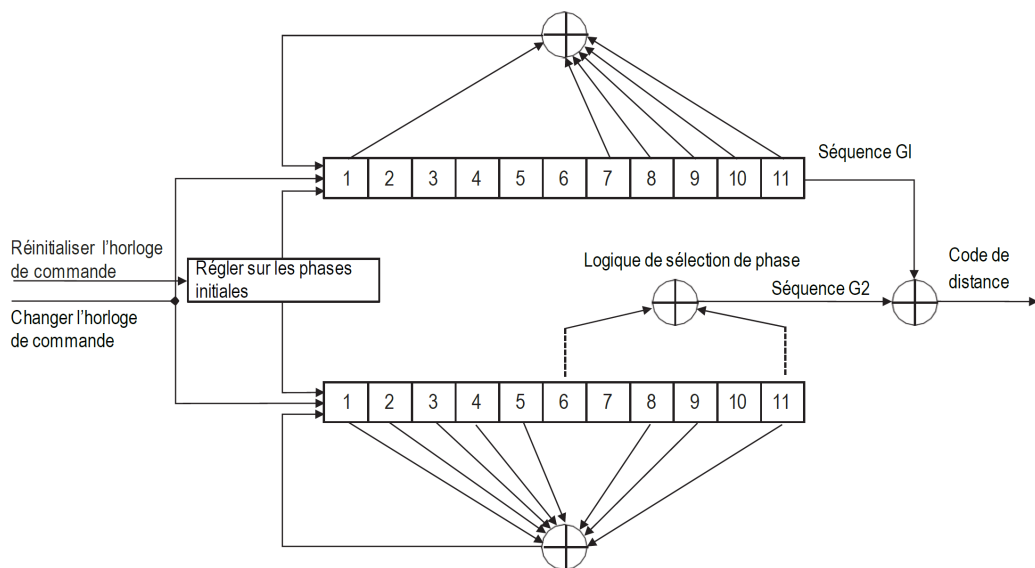 1 2 3 4 5 6 7 8 9 10 11
Séquence GI
Réinitialiser l'horloge
de commande
Régler sur les phases
initiales
Changer l'horloge
de commande
Logique de sélection de phase
Séquence G2
Code de
distance
1 2 3 4 5 6 7 8 9 10 11